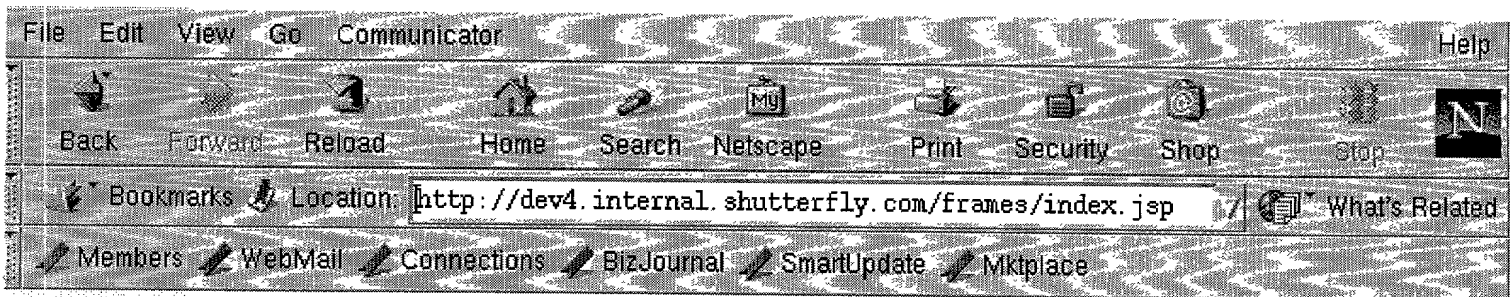 File Edit View Go Communicator Help
My N
Back Forward Reload Home Search Netscape Print Security Shop Stop
Bookmarks Location: http://dev4.internal.shutterfly.com/frames/index.jsp What's Related
Members WebMail Connections BizJournal SmartUpdate Mktplace